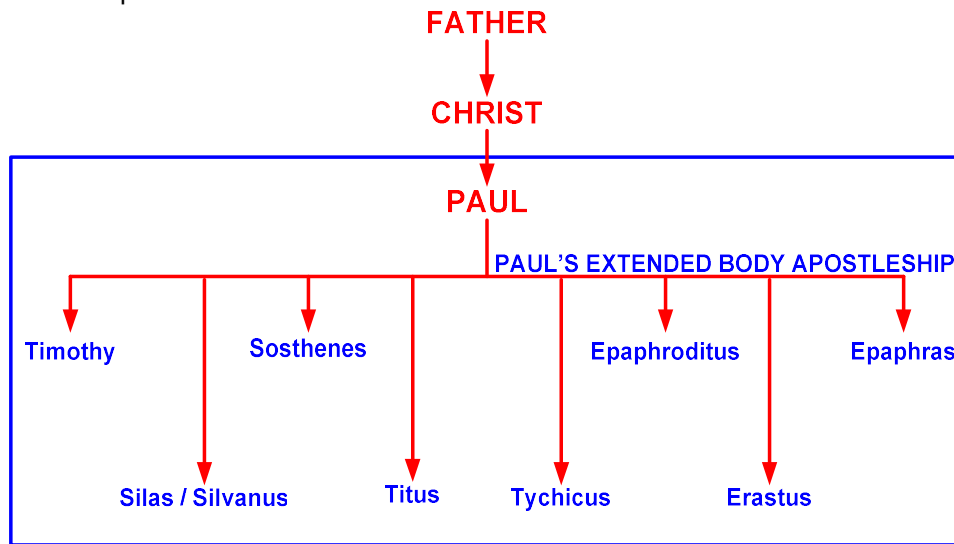 FATHER
CHRIST
PAUL
PAUL'S EXTENDED BODY APOSTLESHIP
Timothy
Sosthenes
Epaphroditus
Epaphras
Silas / Silvanus
Titus
Tychicus
Erastus